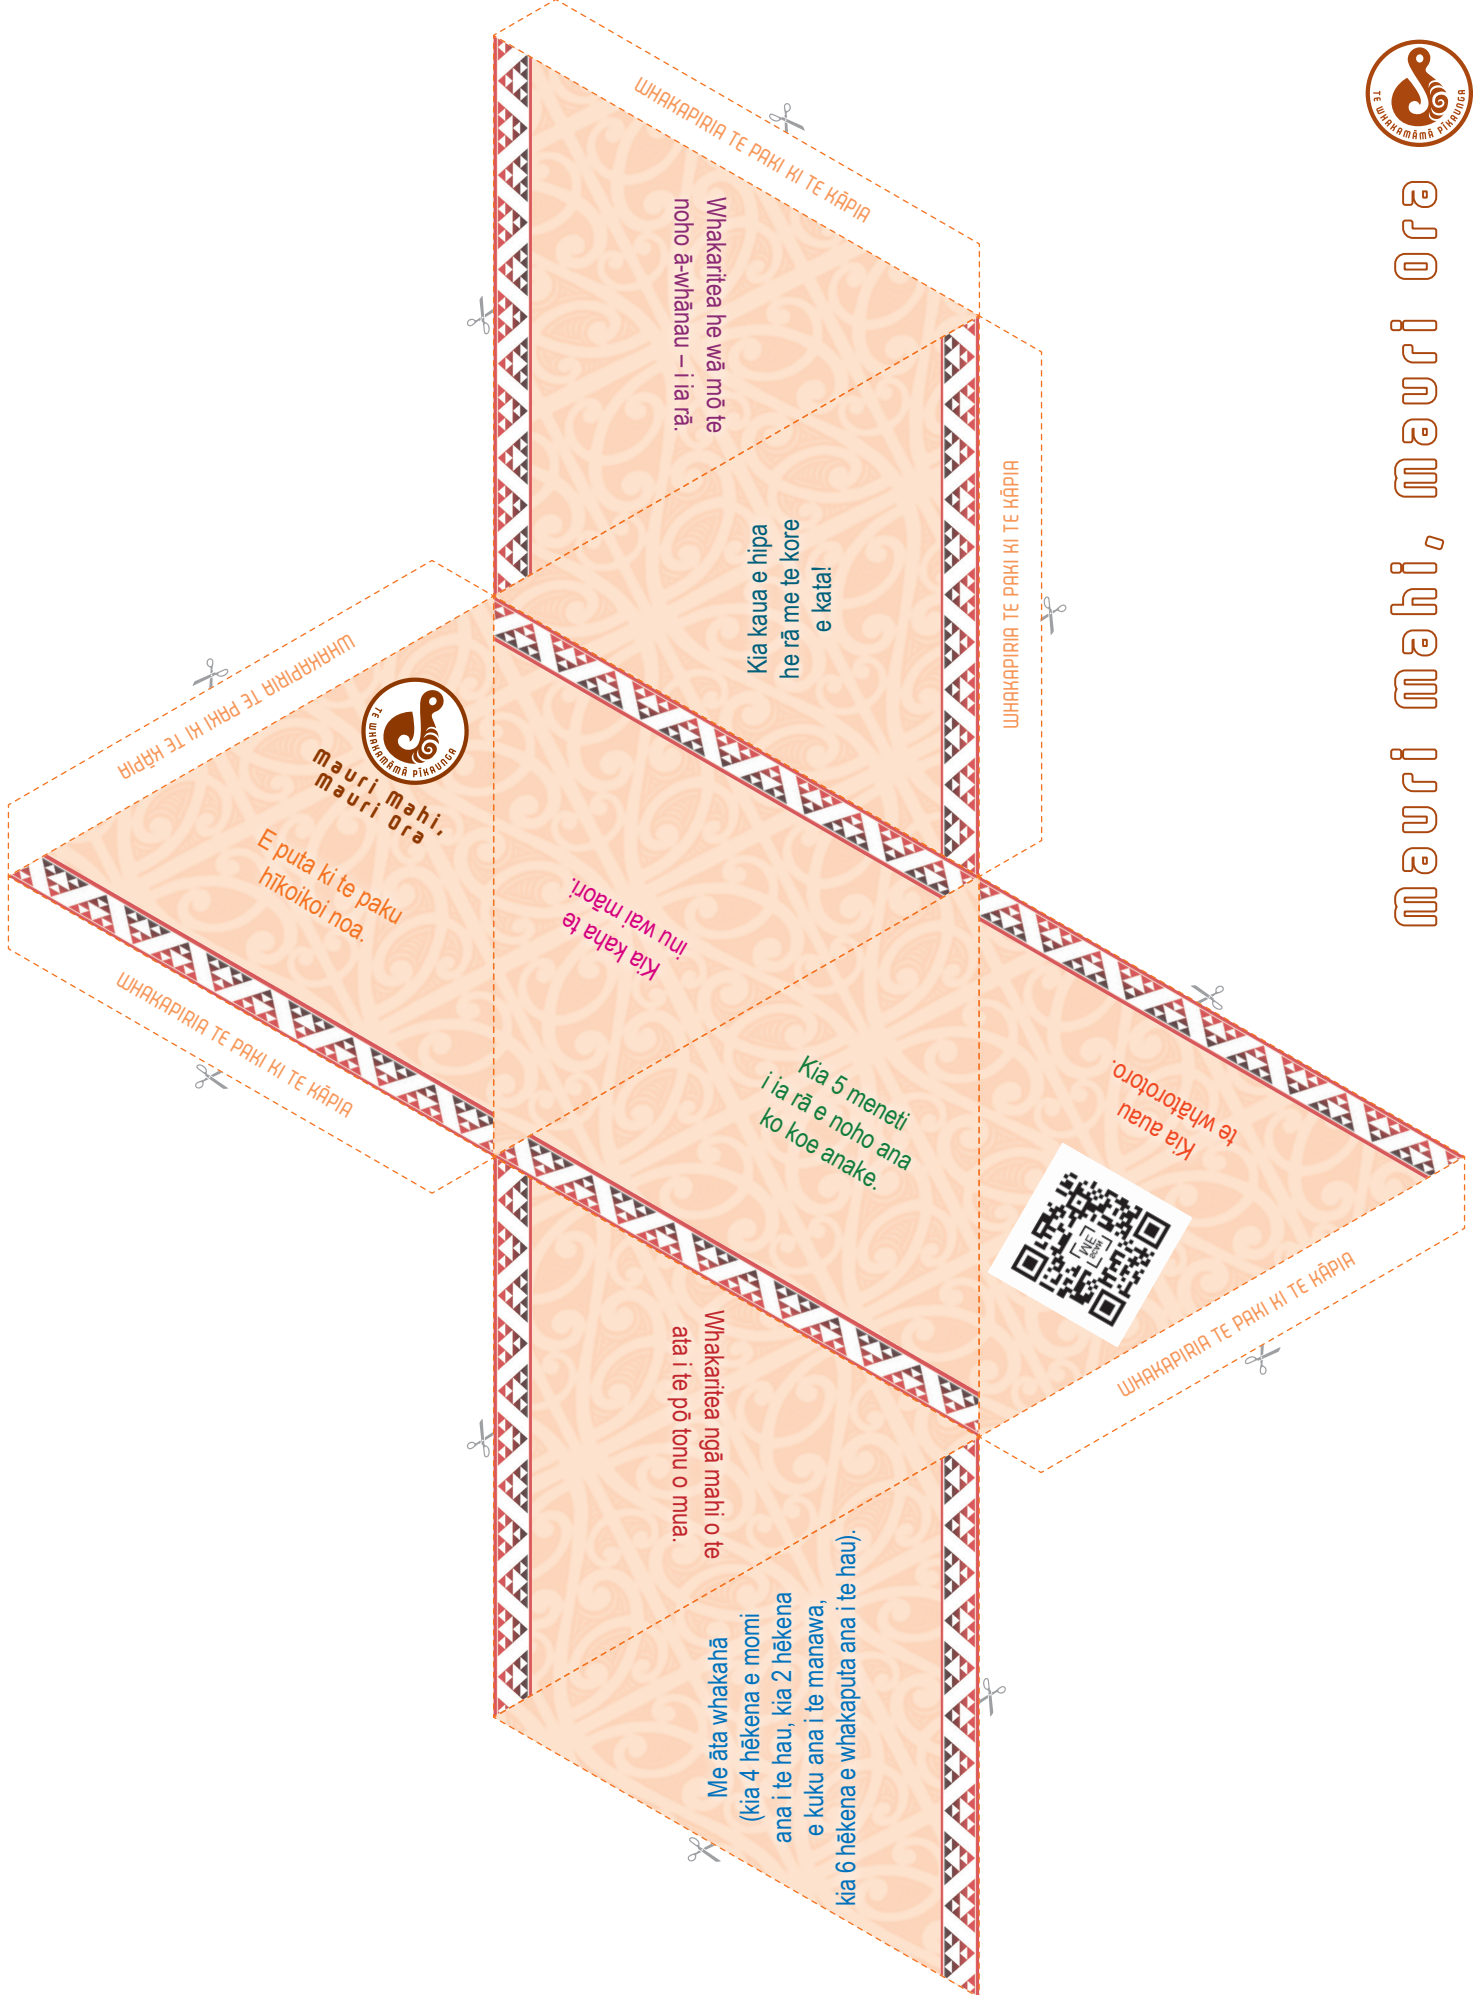 mauri mahi, mauri ora
TE WHAKAMĀMĀ PĪKAUNGA
WHAKAPIRIA TE PAKI KI TE KĀPIA
Whakaritea he wā mō te
noho ā-whānau – i ia rā.
Kia kaua e hipa
he rā me te kore
e kata!
WHAKAPIRIA TE PAKI KI TE KĀPIA
WHAKAPIRIA TE PAKI KI TE KĀPIA
TE WHAKAMĀMĀ PĪKAUNGA
mauri mahi,
mauri ora
E puta ki te paku
hīkoikoi noa.
WHAKAPIRIA TE PAKI KI TE KĀPIA
Kia kaha te
inu wai māori.
Kia 5 meneti
i ia rā e noho ana
ko koe anake.
Kia auau
te whātorotoro.
WE
SCAN
WHAKAPIRIA TE PAKI KI TE KĀPIA
Whakaritea ngā mahi o te
ata i te pō tonu o mua.
Me āta whakahā
(kia 4 hēkena e momi
ana i te hau, kia 2 hēkena
e kuku ana i te manawa,
kia 6 hēkena e whakaputa ana i te hau).